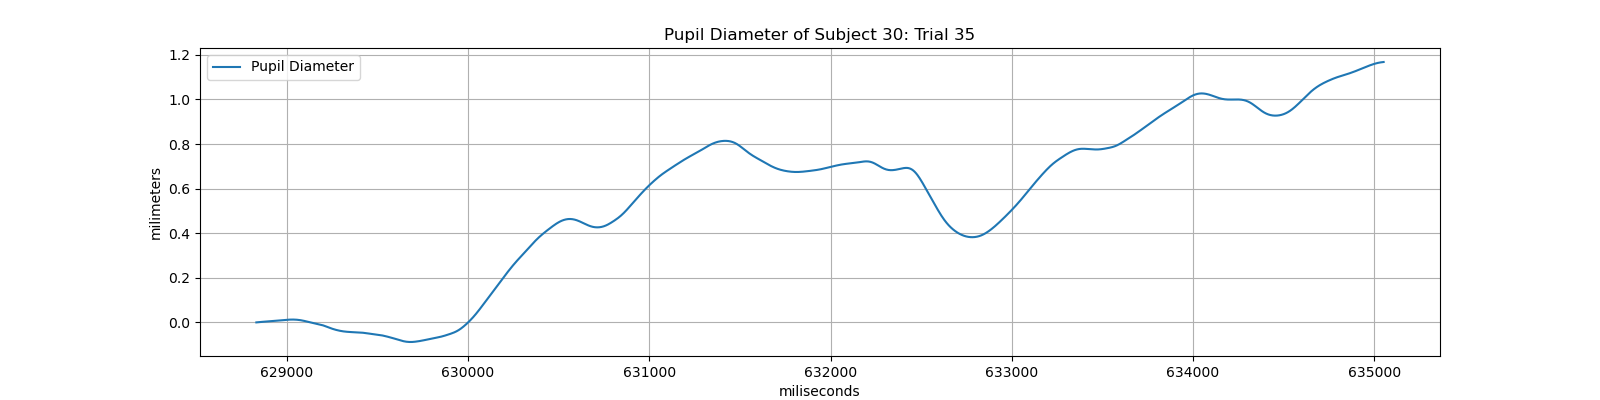 Pupil Diameter of Subject 30: Trial 35
Pupil Diameter
milimeters
1.2
1.0
0.8
0.6
0.4
0.2
0.0
629000 630000 631000 632000 633000 634000 635000
miliseconds